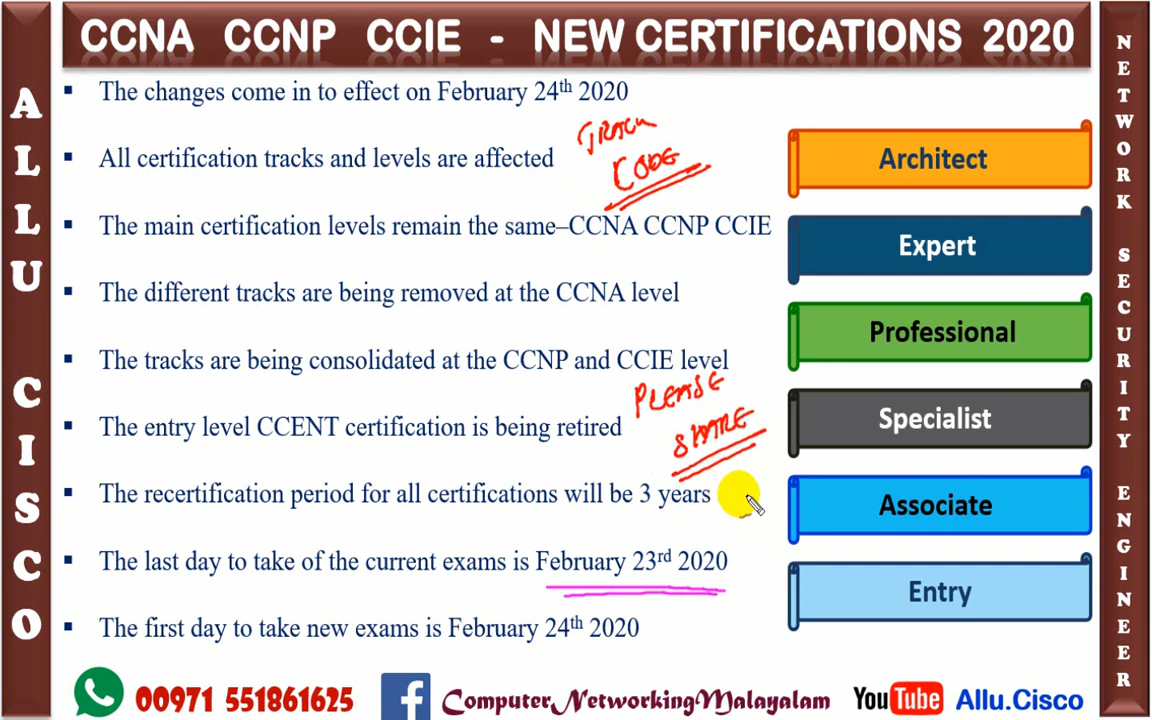 CCNA CCNP CCIE - NEW CERTIFICATIONS 2020
ALLU CISCO
The changes come in to effect on February 24th 2020
All certification tracks and levels are affected
TRACK
CODE
The main certification levels remain the same–CCNA CCNP CCIE
The different tracks are being removed at the CCNA level
The tracks are being consolidated at the CCNP and CCIE level
The entry level CCENT certification is being retired
PLEASE
SHARE
The recertification period for all certifications will be 3 years
The last day to take of the current exams is February 23rd 2020
The first day to take new exams is February 24th 2020
Architect
Expert
Professional
Specialist
Associate
Entry
NETWORK SECURITY ENGINEER
00971 551861625
f ComputerNetworkingMalayalam
YouTube Allu.Cisco